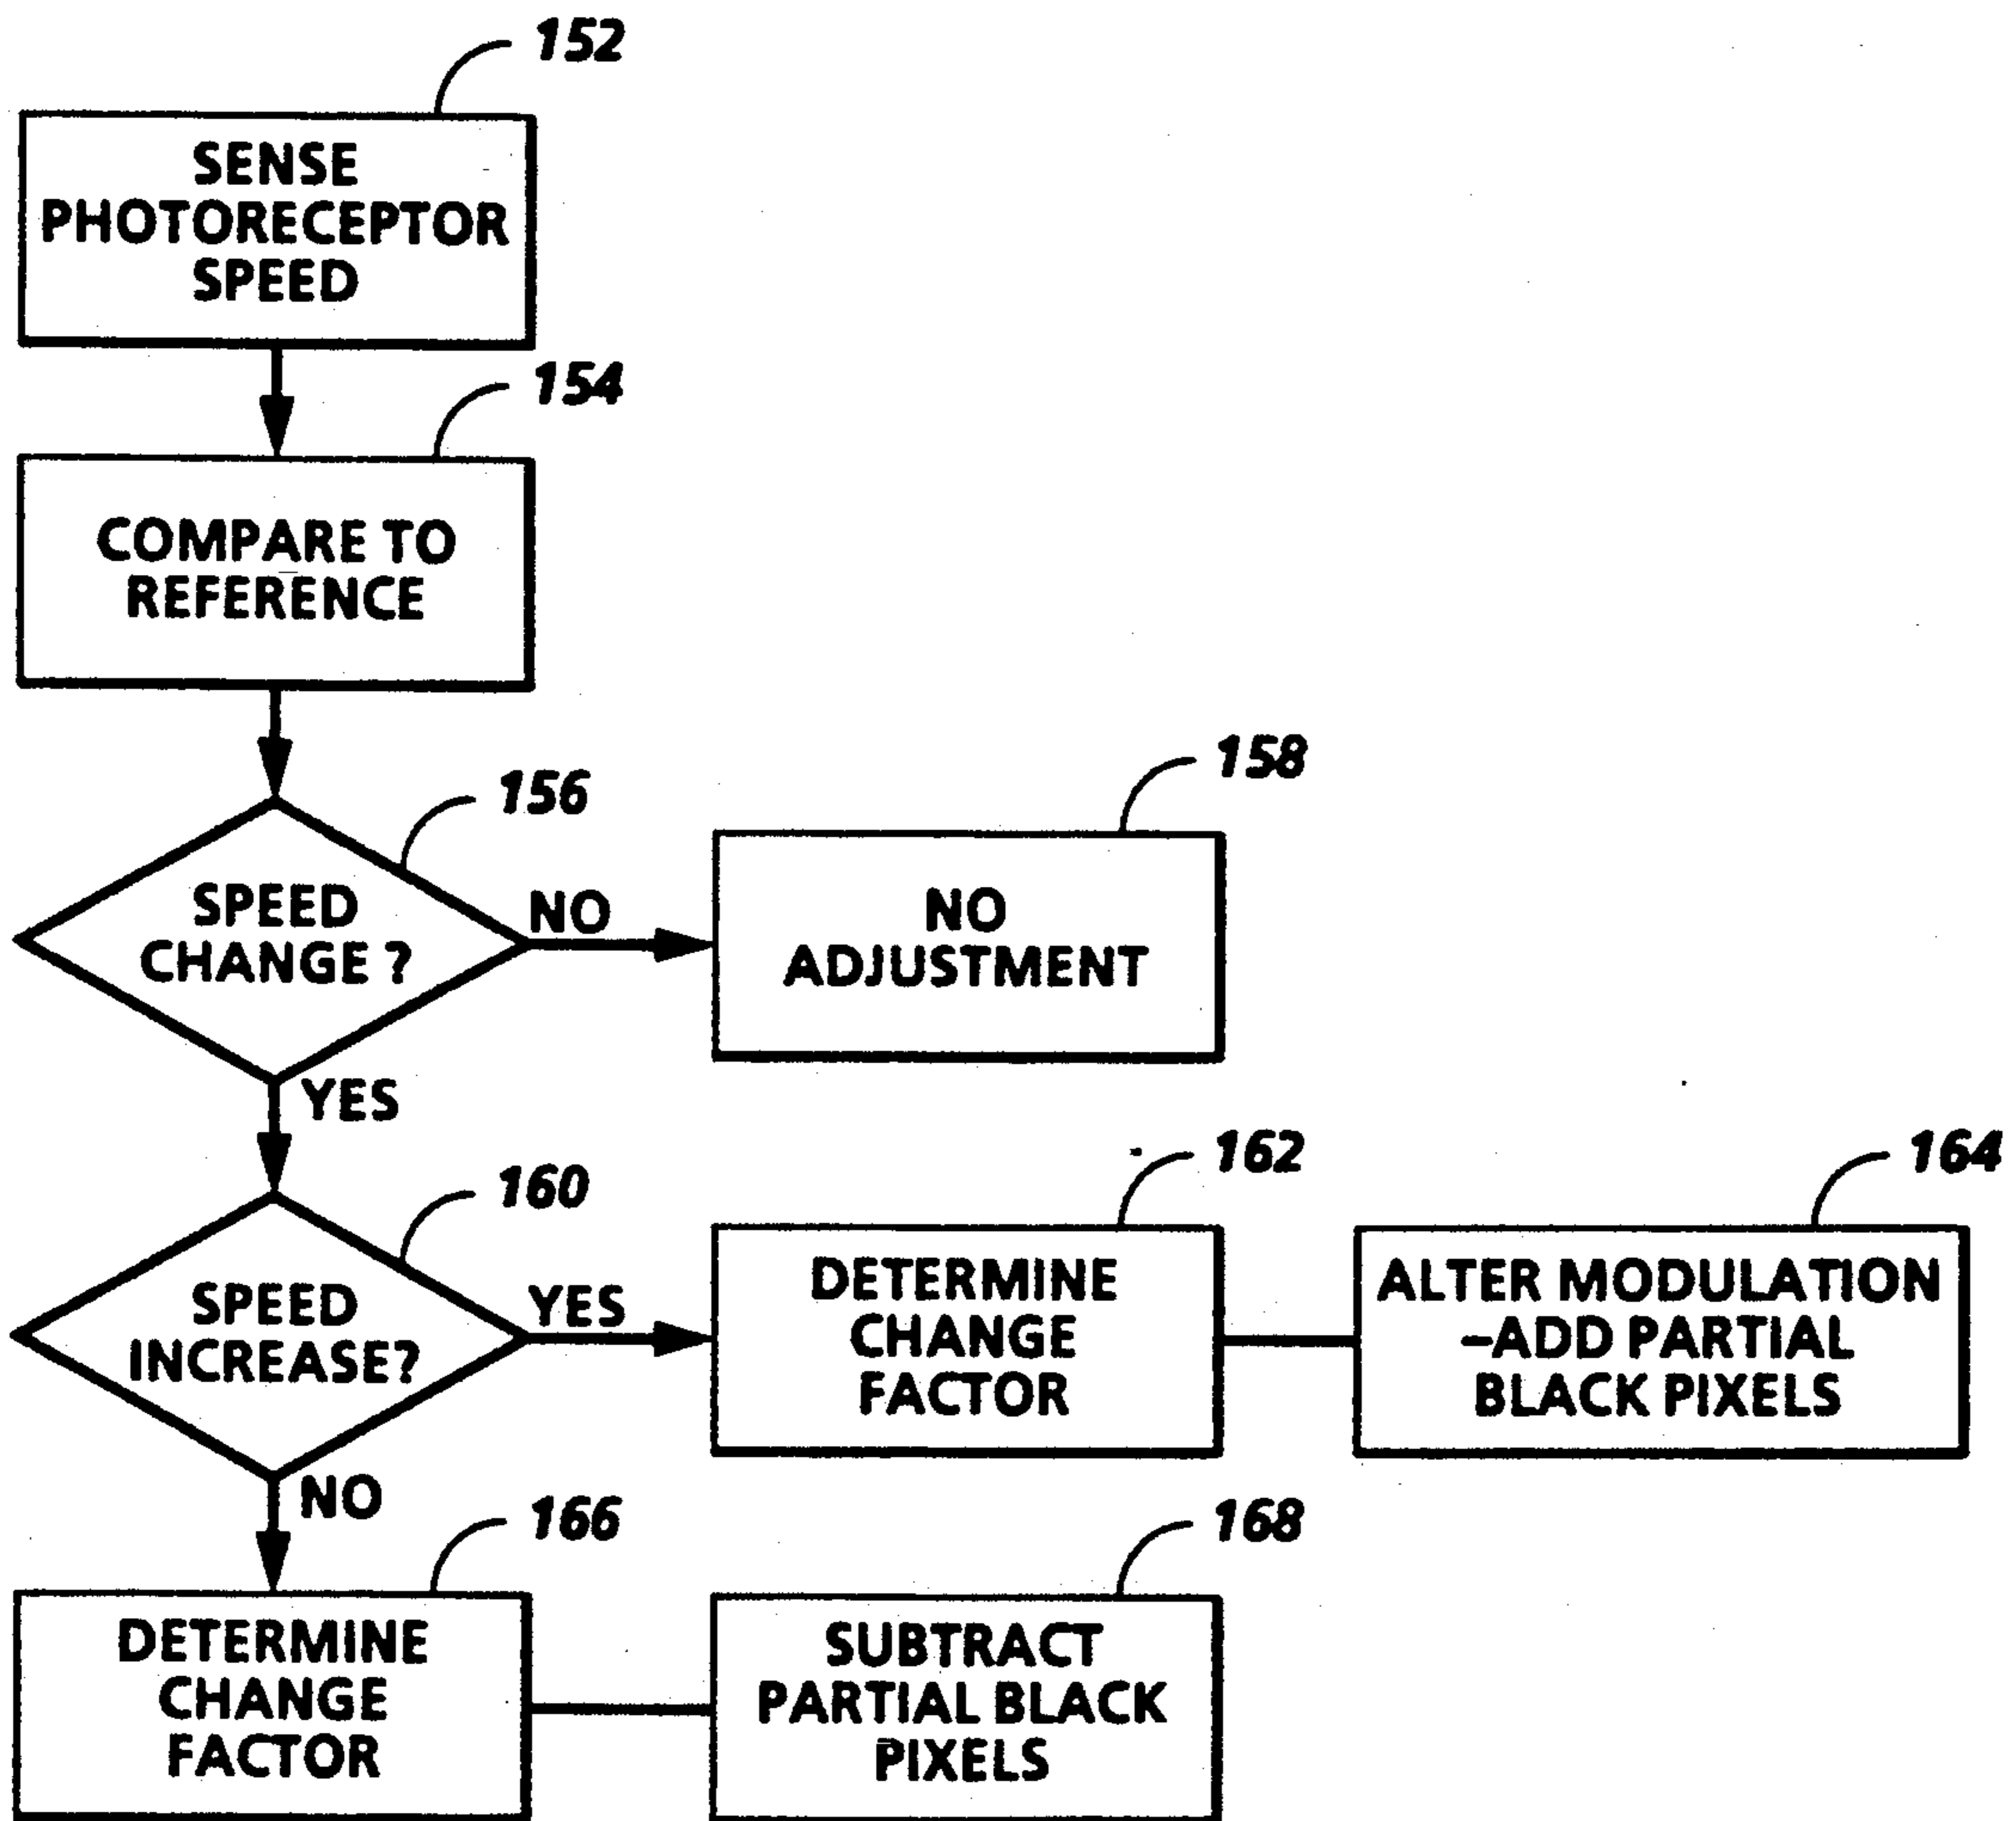 152
SENSE
PHOTORECEPTOR
SPEED
154
COMPARE TO
REFERENCE
156
SPEED
CHANGE ?
NO
158
NO
ADJUSTMENT
YES
160
SPEED
INCREASE?
YES
162
DETERMINE
CHANGE
FACTOR
164
ALTER MODULATION
–ADD PARTIAL
BLACK PIXELS
NO
166
DETERMINE
CHANGE
FACTOR
168
SUBTRACT
PARTIAL BLACK
PIXELS